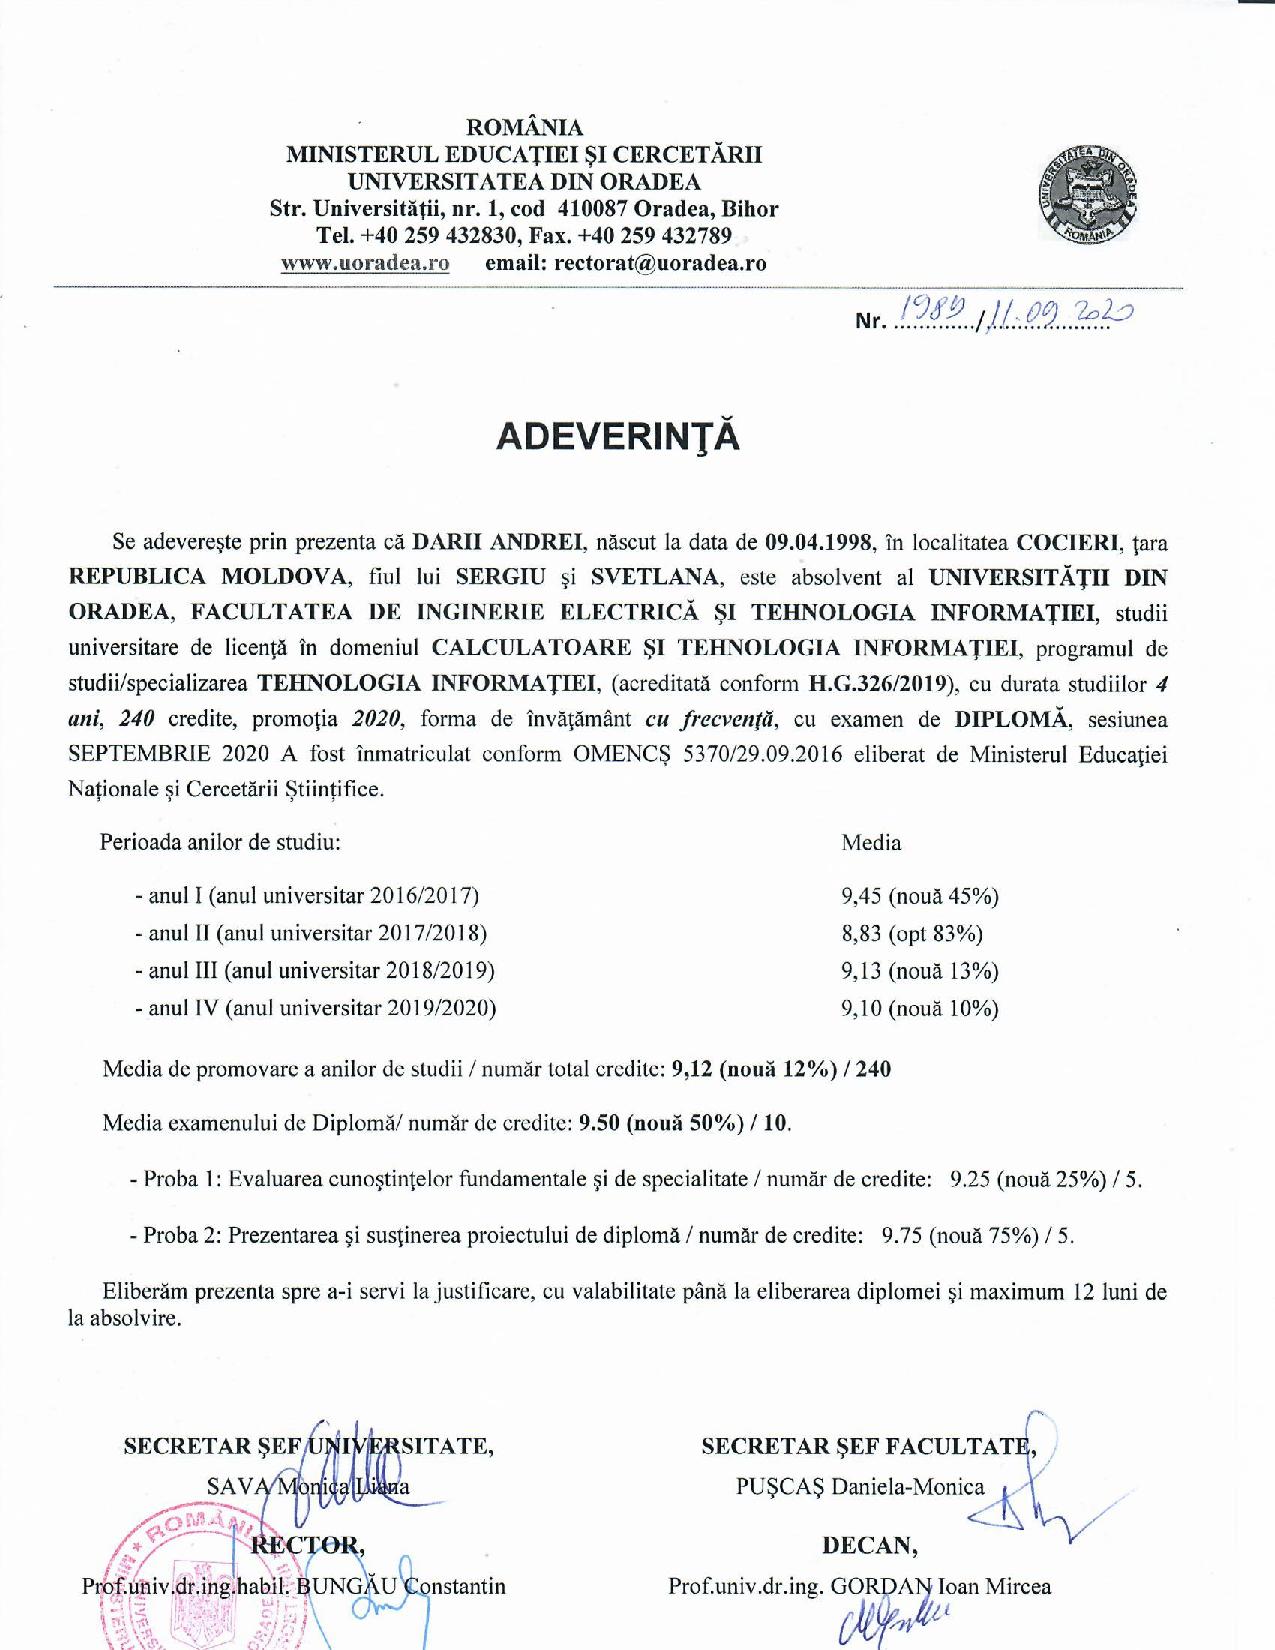 ROMÂNIA
MINISTERUL EDUCAŢIEI ŞI CERCETĂRII
UNIVERSITATEA DIN ORADEA
Str. Universităţii, nr. 1, cod 410087 Oradea, Bihor
Tel. +40 259 432830, Fax. +40 259 432789
www.uoradea.ro email: rectorat@uoradea.ro
UNIVERSITATEA DIN ORADEA
ROMÂNIA
Nr. 1989 / 11.09.2020
ADEVERINŢĂ
Se adevereşte prin prezenta că DARII ANDREI, născut la data de 09.04.1998, în localitatea COCIERI, ţara
REPUBLICA MOLDOVA, fiul lui SERGIU şi SVETLANA, este absolvent al UNIVERSITĂŢII DIN
ORADEA, FACULTATEA DE INGINERIE ELECTRICĂ ŞI TEHNOLOGIA INFORMAŢIEI, studii
universitare de licenţă în domeniul CALCULATOARE ŞI TEHNOLOGIA INFORMAŢIEI, programul de
studii/specializarea TEHNOLOGIA INFORMAŢIEI, (acreditată conform H.G.326/2019), cu durata studiilor 4
ani, 240 credite, promoţia 2020, forma de învăţământ cu frecvenţă, cu examen de DIPLOMĂ, sesiunea
SEPTEMBRIE 2020 A fost înmatriculat conform OMENCŞ 5370/29.09.2016 eliberat de Ministerul Educaţiei
Naționale și Cercetării Științifice.
Perioada anilor de studiu: Media
- anul I (anul universitar 2016/2017) 9,45 (nouă 45%)
- anul II (anul universitar 2017/2018) 8,83 (opt 83%)
- anul III (anul universitar 2018/2019) 9,13 (nouă 13%)
- anul IV (anul universitar 2019/2020) 9,10 (nouă 10%)
Media de promovare a anilor de studii / număr total credite: 9,12 (nouă 12%) / 240
Media examenului de Diplomă/ număr de credite: 9.50 (nouă 50%) / 10.
- Proba 1: Evaluarea cunoştinţelor fundamentale şi de specialitate / număr de credite: 9.25 (nouă 25%) / 5.
- Proba 2: Prezentarea şi susţinerea proiectului de diplomă / număr de credite: 9.75 (nouă 75%) / 5.
Eliberăm prezenta spre a-i servi la justificare, cu valabilitate până la eliberarea diplomei şi maximum 12 luni de
la absolvire.
SECRETAR ŞEF UNIVERSITATE, SECRETAR ŞEF FACULTATE,
SAVA Monica Liana PUŞCAŞ Daniela-Monica
RECTOR, DECAN,
Prof.univ.dr.ing.habil. BUNGĂU Constantin Prof.univ.dr.ing. GORDAN Ioan Mircea
ROMÂNIA